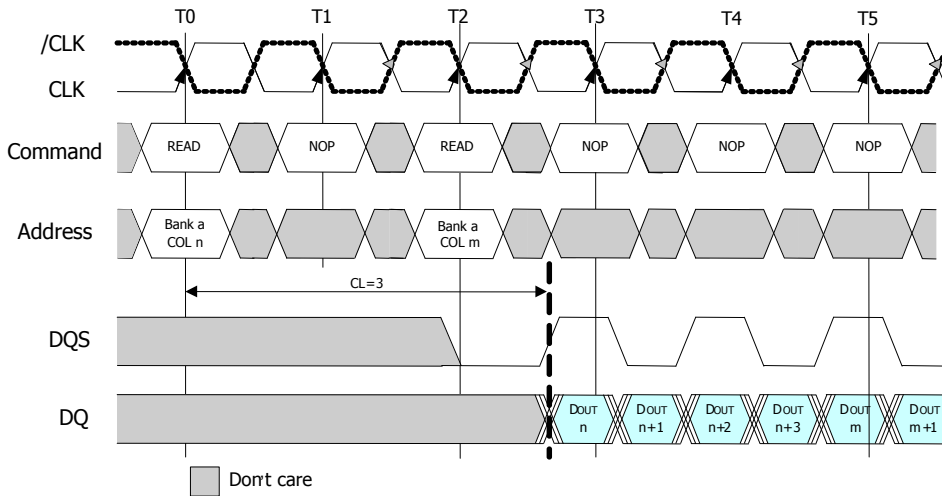 T0 T1 T2 T3 T4 T5
/CLK
CLK
Command READ NOP READ NOP NOP NOP
Address Bank a COL n Bank a COL m
CL=3
DQS
DQ DOUT n DOUT n+1 DOUT n+2 DOUT n+3 DOUT m DOUT m+1
Don't care